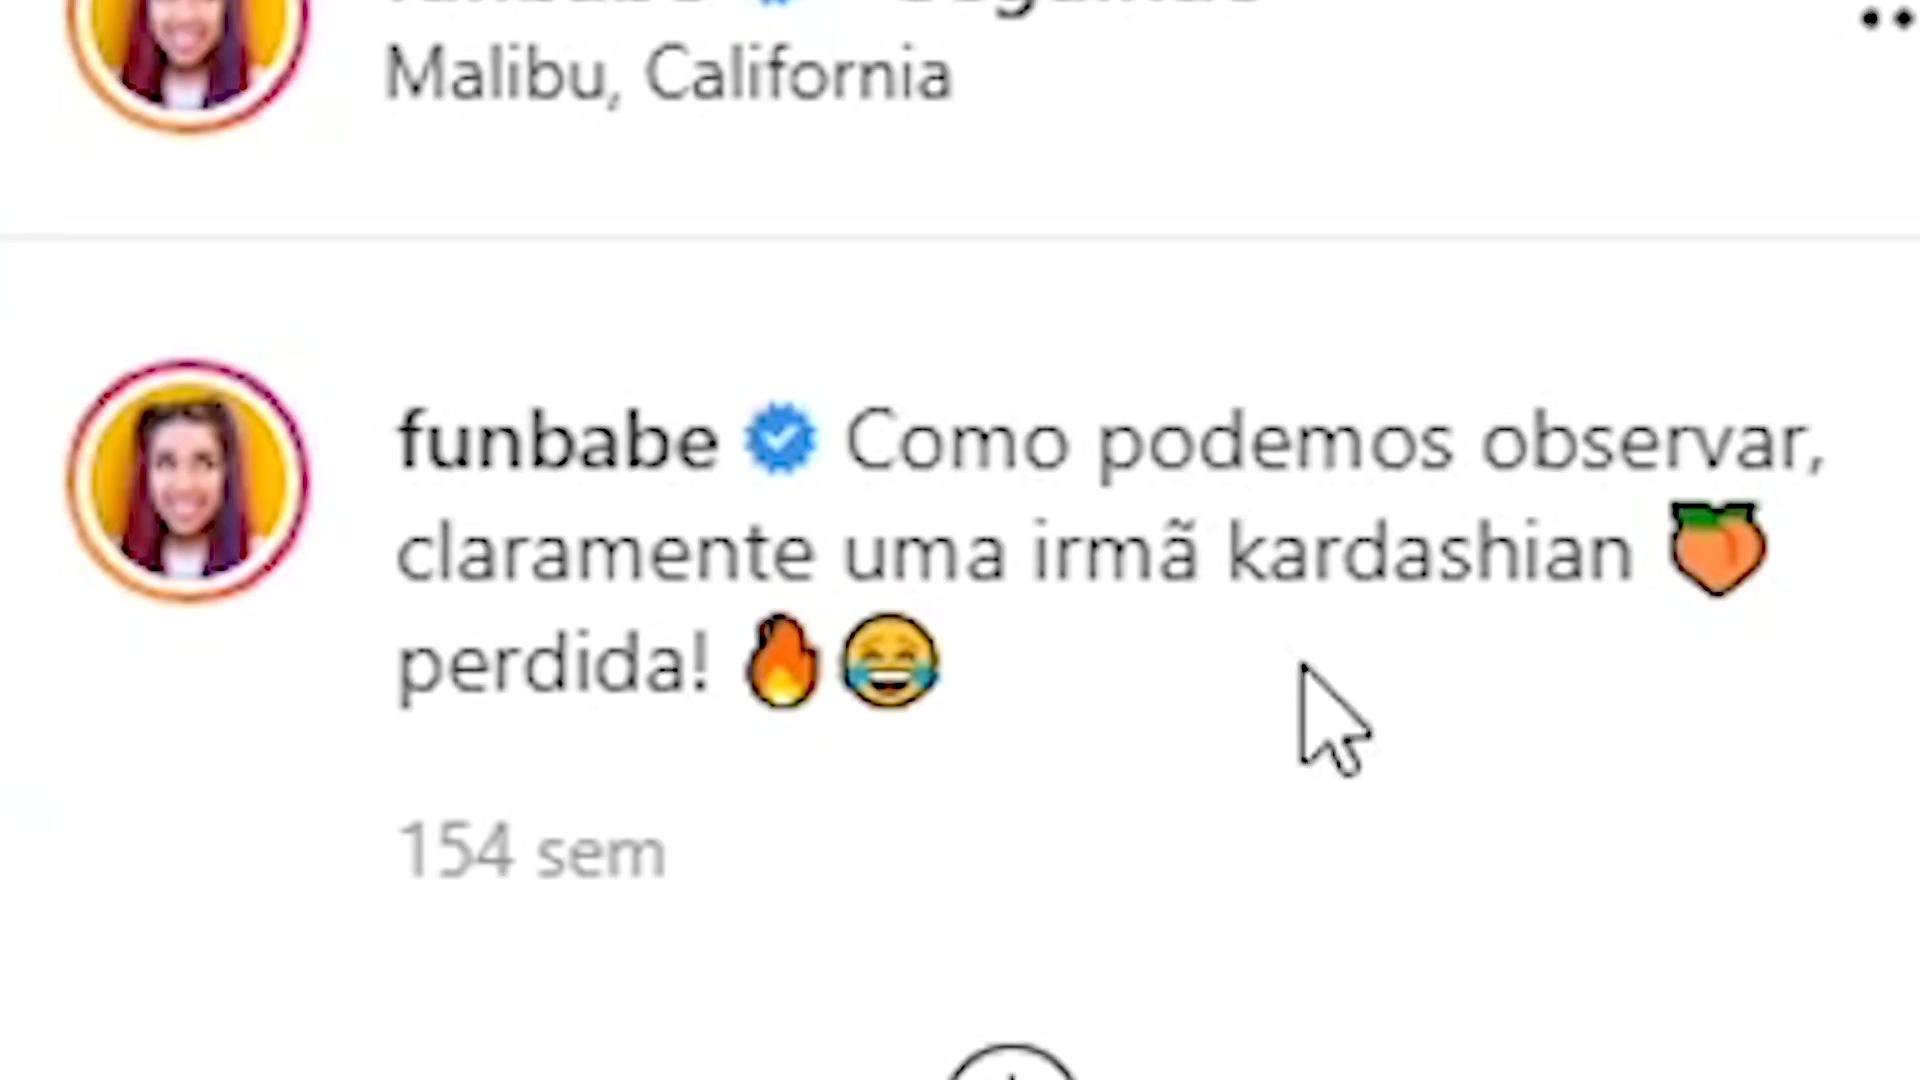 Malibu, California
funbabe Como podemos observar,
claramente uma irmã kardashian 🍑
perdida! 🔥😂
154 sem